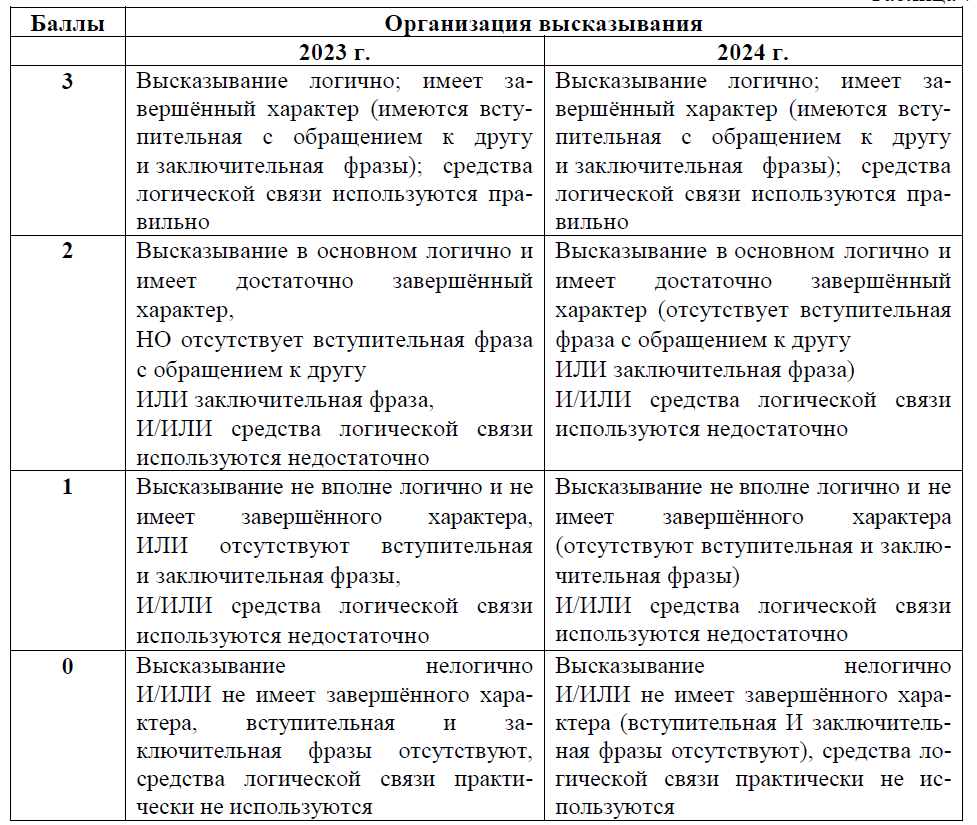 Баллы
Организация высказывания
2023 г.
2024 г.
3
Высказывание логично; имеет за-
вершённый характер (имеются всту-
пительная с обращением к другу
и заключительная фразы); средства
логической связи используются пра-
вильно
Высказывание логично; имеет за-
вершённый характер (имеются всту-
пительная с обращением к другу
и заключительная фразы); средства
логической связи используются пра-
вильно
2
Высказывание в основном логично и
имеет достаточно завершённый
характер,
НО отсутствует вступительная фраза
с обращением к другу
ИЛИ заключительная фраза,
И/ИЛИ средства логической связи
используются недостаточно
Высказывание в основном логично и
имеет достаточно завершённый
характер (отсутствует вступительная
фраза с обращением к другу
ИЛИ заключительная фраза)
И/ИЛИ средства логической связи
используются недостаточно
1
Высказывание не вполне логично и не
имеет завершённого характера,
ИЛИ отсутствуют вступительная
и заключительная фразы,
И/ИЛИ средства логической связи
используются недостаточно
Высказывание не вполне логично и не
имеет завершённого характера
(отсутствуют вступительная и заклю-
чительная фразы)
И/ИЛИ средства логической связи
используются недостаточно
0
Высказывание нелогично
И/ИЛИ не имеет завершённого хара-
ктера, вступительная и за-
ключительная фразы отсутствуют,
средства логической связи практи-
чески не используются
Высказывание нелогично
И/ИЛИ не имеет завершённого хара-
ктера (вступительная И заключитель-
ная фразы отсутствуют), средства ло-
гической связи практически не ис-
пользуются